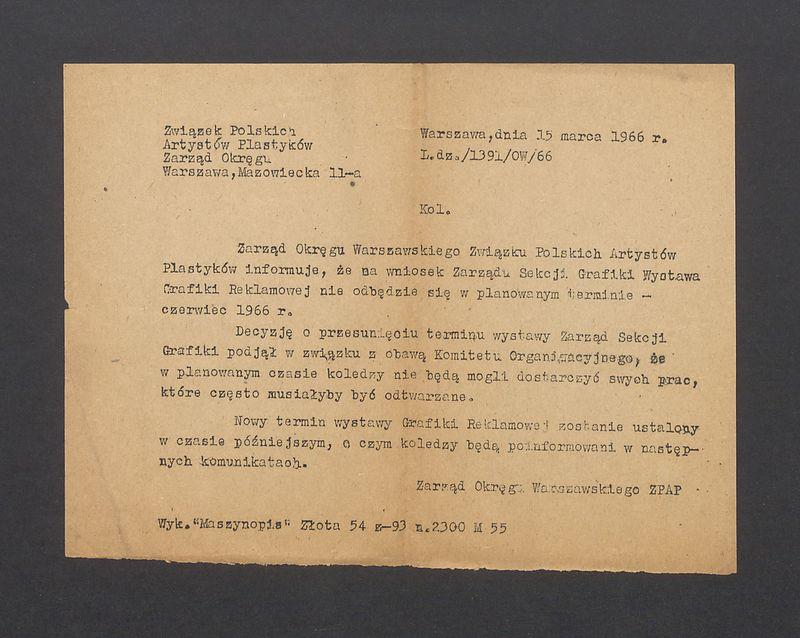 Związek Polskich
Artystów Plastyków
Zarząd Okręgu
Warszawa,Mazowiecka 11-a
Warszawa,dnia 15 marca 1966 r.
L.dz./1391/OW/66
Kol.
Zarząd Okręgu Warszawskiego Związku Polskich Artystów
Plastyków informuje, że na wniosek Zarządu Sekcji Grafiki Wystawa
Grafiki Reklamowej nie odbędzie się w planowanym terminie -
czerwiec 1966 r.
Decyzję o przesunięciu terminu wystawy Zarząd Sekcji
Grafiki podjął w związku z obawą Komitetu Organizacyjnego, że
w planowanym czasie koledzy nie będą mogli dostarczyć swych prac,
które często musiałyby być odtwarzane.
Nowy termin wystawy Grafiki Reklamowej zostanie ustalony
w czasie późniejszym, o czym koledzy będą poinformowani w następ-
nych komunikatach.
Zarząd Okręgu Warszawskiego ZPAP
Wyk."Maszynopis" Złota 54 z-93 n.2300 M 55